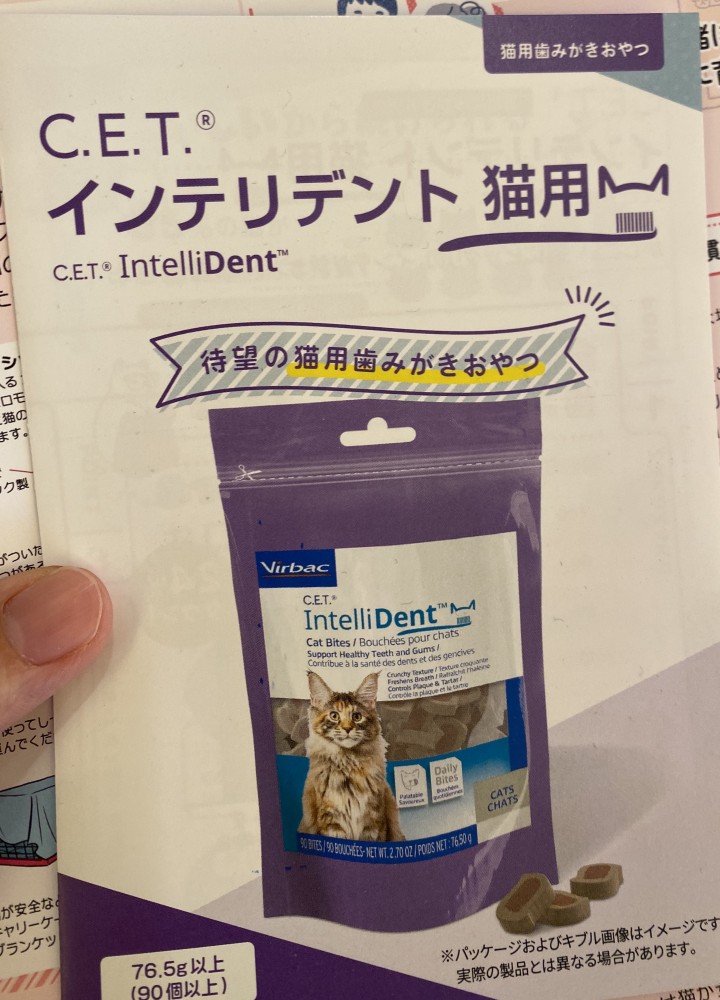 猫用歯みがきおやつ
C.E.T.®
インテリデント 猫用
C.E.T.® IntelliDent™
待望の猫用歯みがきおやつ
Virbac
C.E.T.®
IntelliDent™
Cat Bites / Bouchées pour chats
Support Healthy Teeth and Gums /
Contribue à la santé des dents et des gencives
Crunchy Texture / Texture croquante
Freshens Breath / Rafraîchit l'haleine
Controls Plaque & Tartar /
Contrôle la plaque et le tartre
Palatable
Savoureux
Daily
Bites
Bouchées
quotidiennes
CATS
CHATS
90 BITES / 90 BOUCHÉES • NET WT. 2.70 OZ / POIDS NET : 76,50 g
※パッケージおよびキブル画像はイメージです
実際の製品とは異なる場合があります。
76.5g以上
(90個以上)